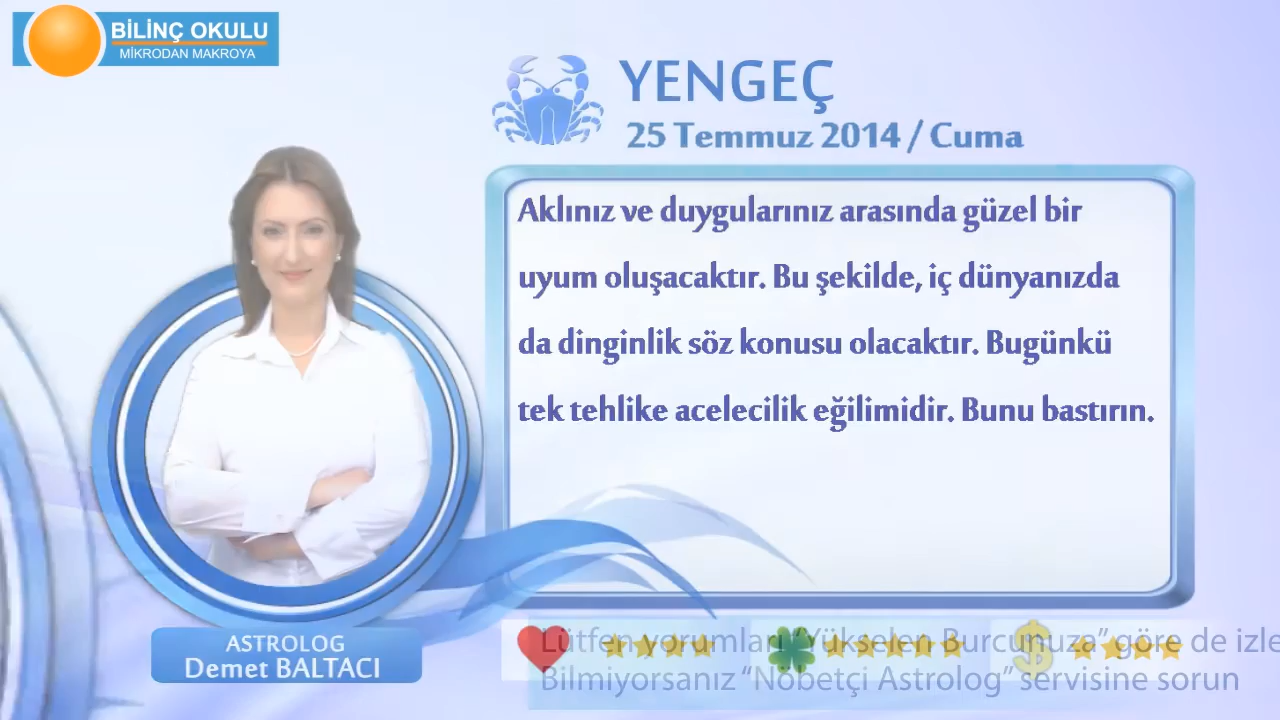 BİLİNÇ OKULU
MİKRODAN MAKROYA
YENGEÇ
25 Temmuz 2014 / Cuma
Aklınız ve duygularınız arasında güzel bir
uyum oluşacaktır. Bu şekilde, iç dünyanızda
da dinginlik söz konusu olacaktır. Bugünkü
tek tehlike acelecilik eğilimidir. Bunu bastırın.
ASTROLOG
Demet BALTACI
Lütfen yorumları "Yükselen Burcunuza" göre de izle
Bilmiyorsanız "Nöbetçi Astrolog" servisine sorun